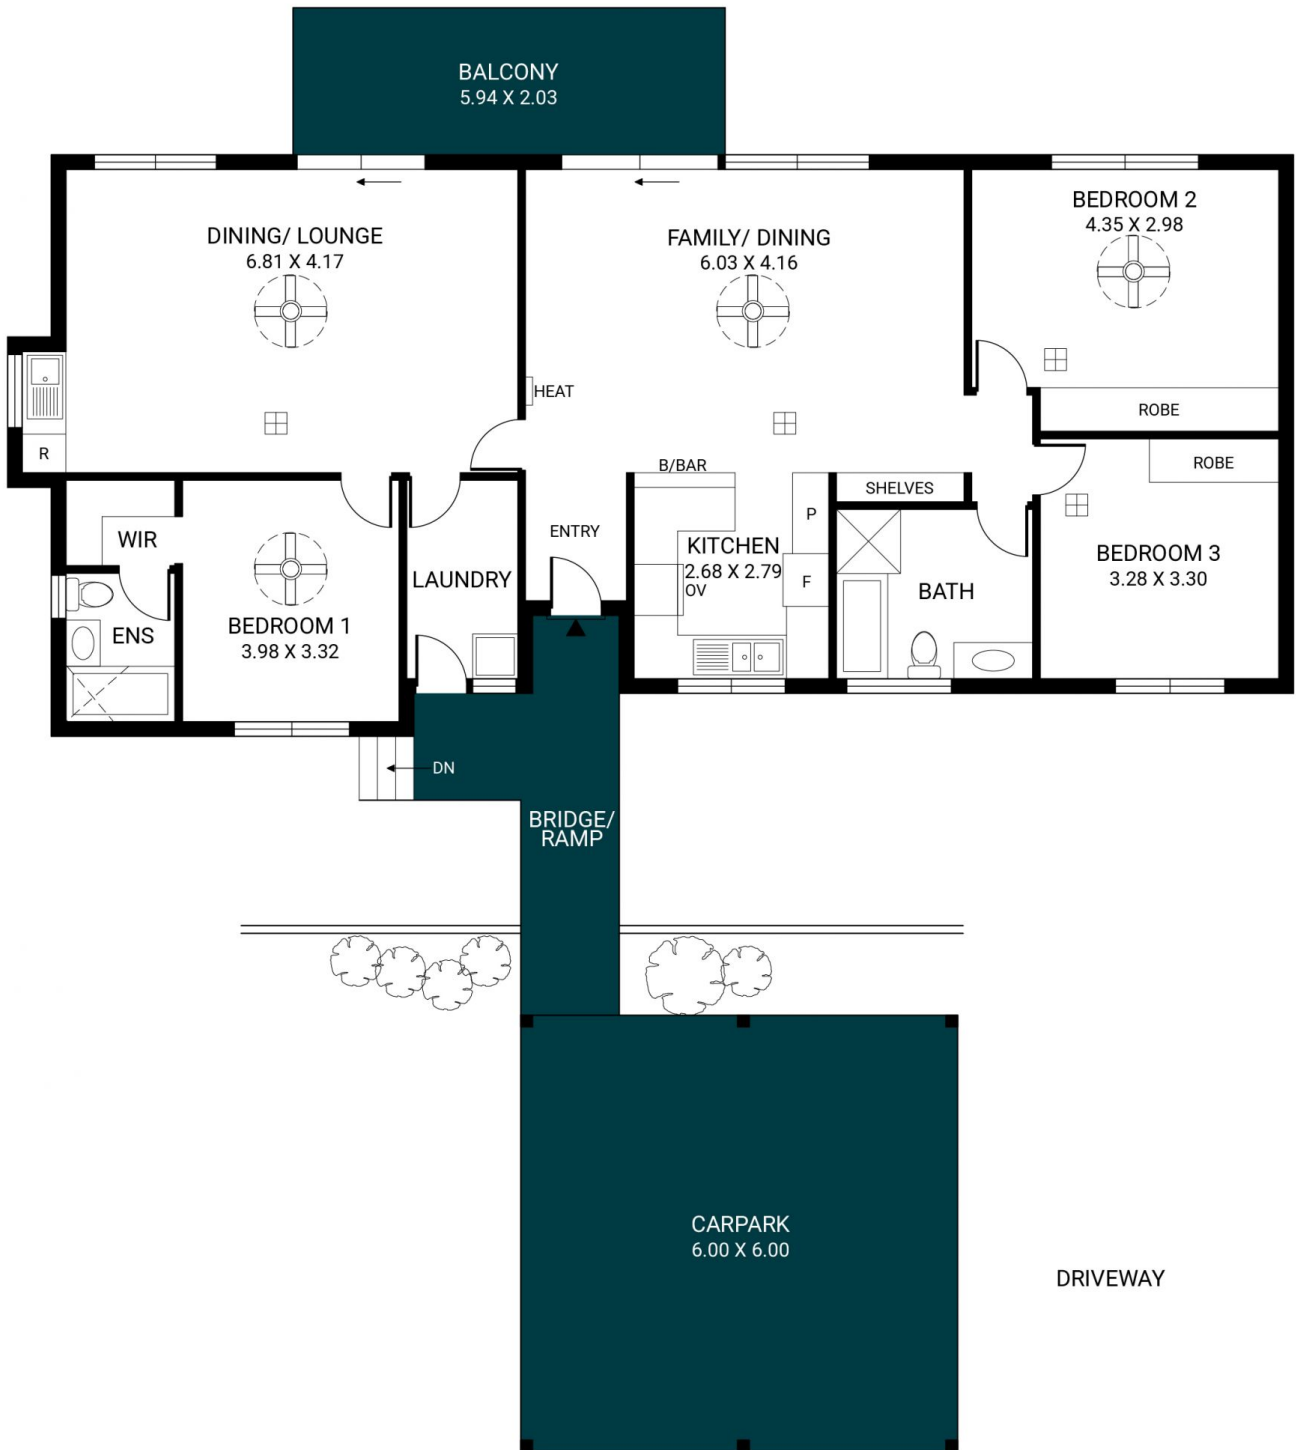 BALCONY
5.94 X 2.03
DINING/ LOUNGE
6.81 X 4.17
FAMILY/ DINING
6.03 X 4.16
BEDROOM 2
4.35 X 2.98
HEAT
ROBE
R
B/BAR
ROBE
SHELVES
WIR
ENTRY
P
KITCHEN
2.68 X 2.79
OV
F
BEDROOM 3
3.28 X 3.30
LAUNDRY
BATH
ENS
BEDROOM 1
3.98 X 3.32
DN
BRIDGE/
RAMP
CARPARK
6.00 X 6.00
DRIVEWAY